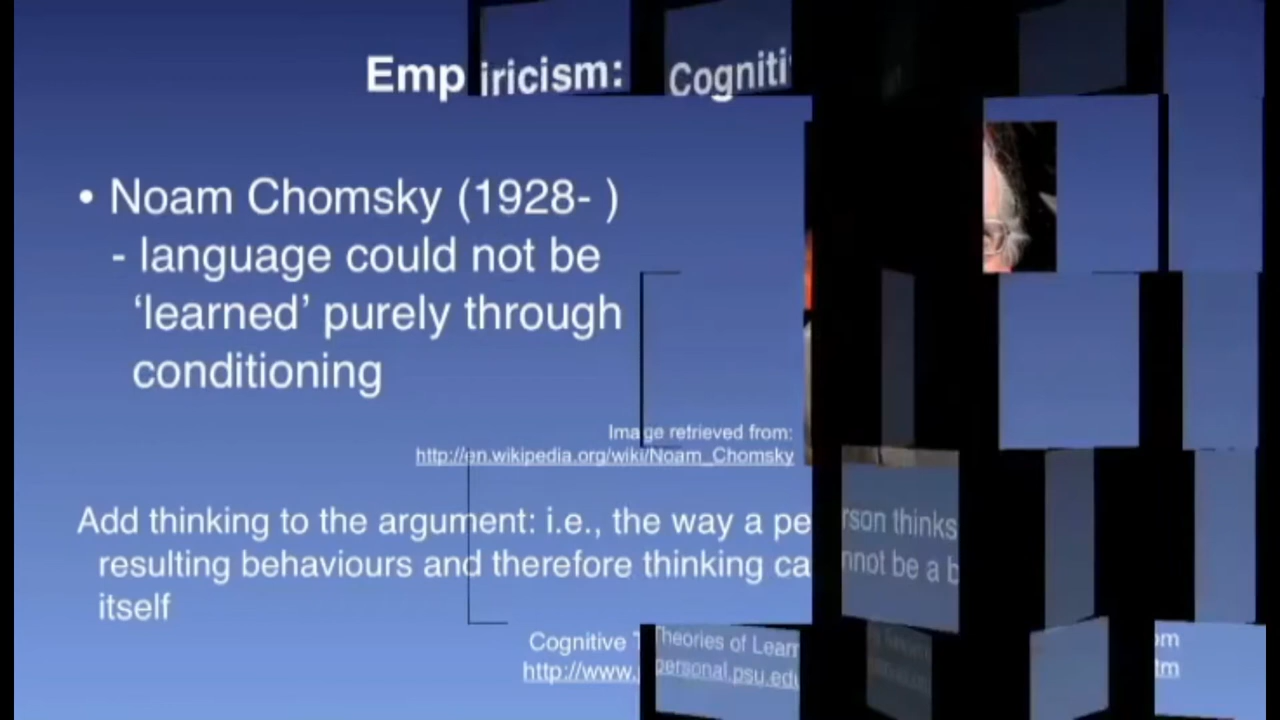 Empiricism: Cogniti
• Noam Chomsky (1928- )
- language could not be
‘learned’ purely through
conditioning
Image retrieved from:
http://en.wikipedia.org/wiki/Noam_Chomsky
Add thinking to the argument: i.e., the way a person thinks
resulting behaviours and therefore thinking cannot be a b
itself
Cognitive Theories of Learn om
http://www. personal.psu.edu tm